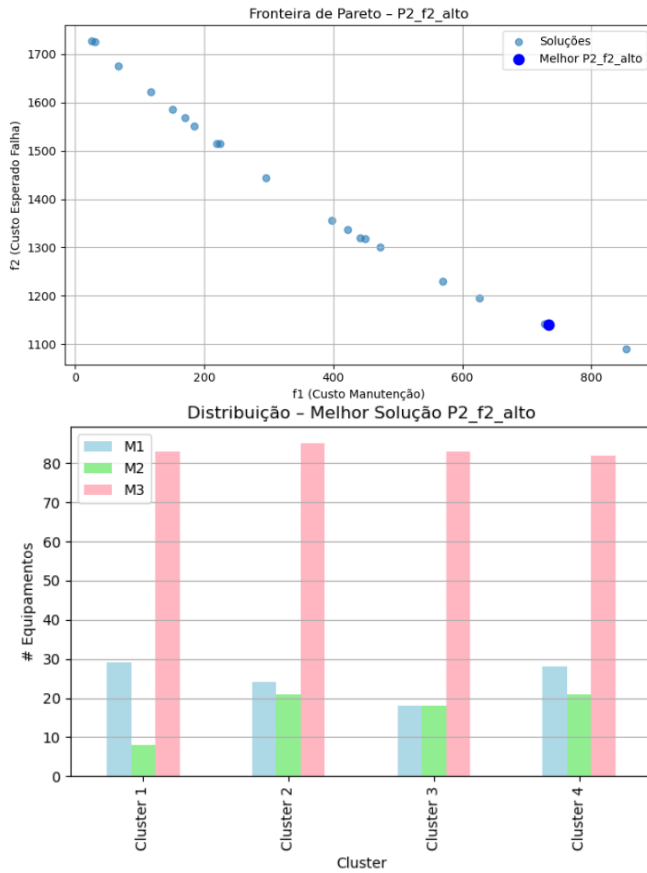 Fronteira de Pareto – P2_f2_alto
Soluções
Melhor P2_f2_alto
f2 (Custo Esperado Falha)
1700
1600
1500
1400
1300
1200
1100
0 200 400 600 800
f1 (Custo Manutenção)
Distribuição – Melhor Solução P2_f2_alto
M1
M2
M3
# Equipamentos
80
70
60
50
40
30
20
10
0
Cluster 1 Cluster 2 Cluster 3 Cluster 4
Cluster